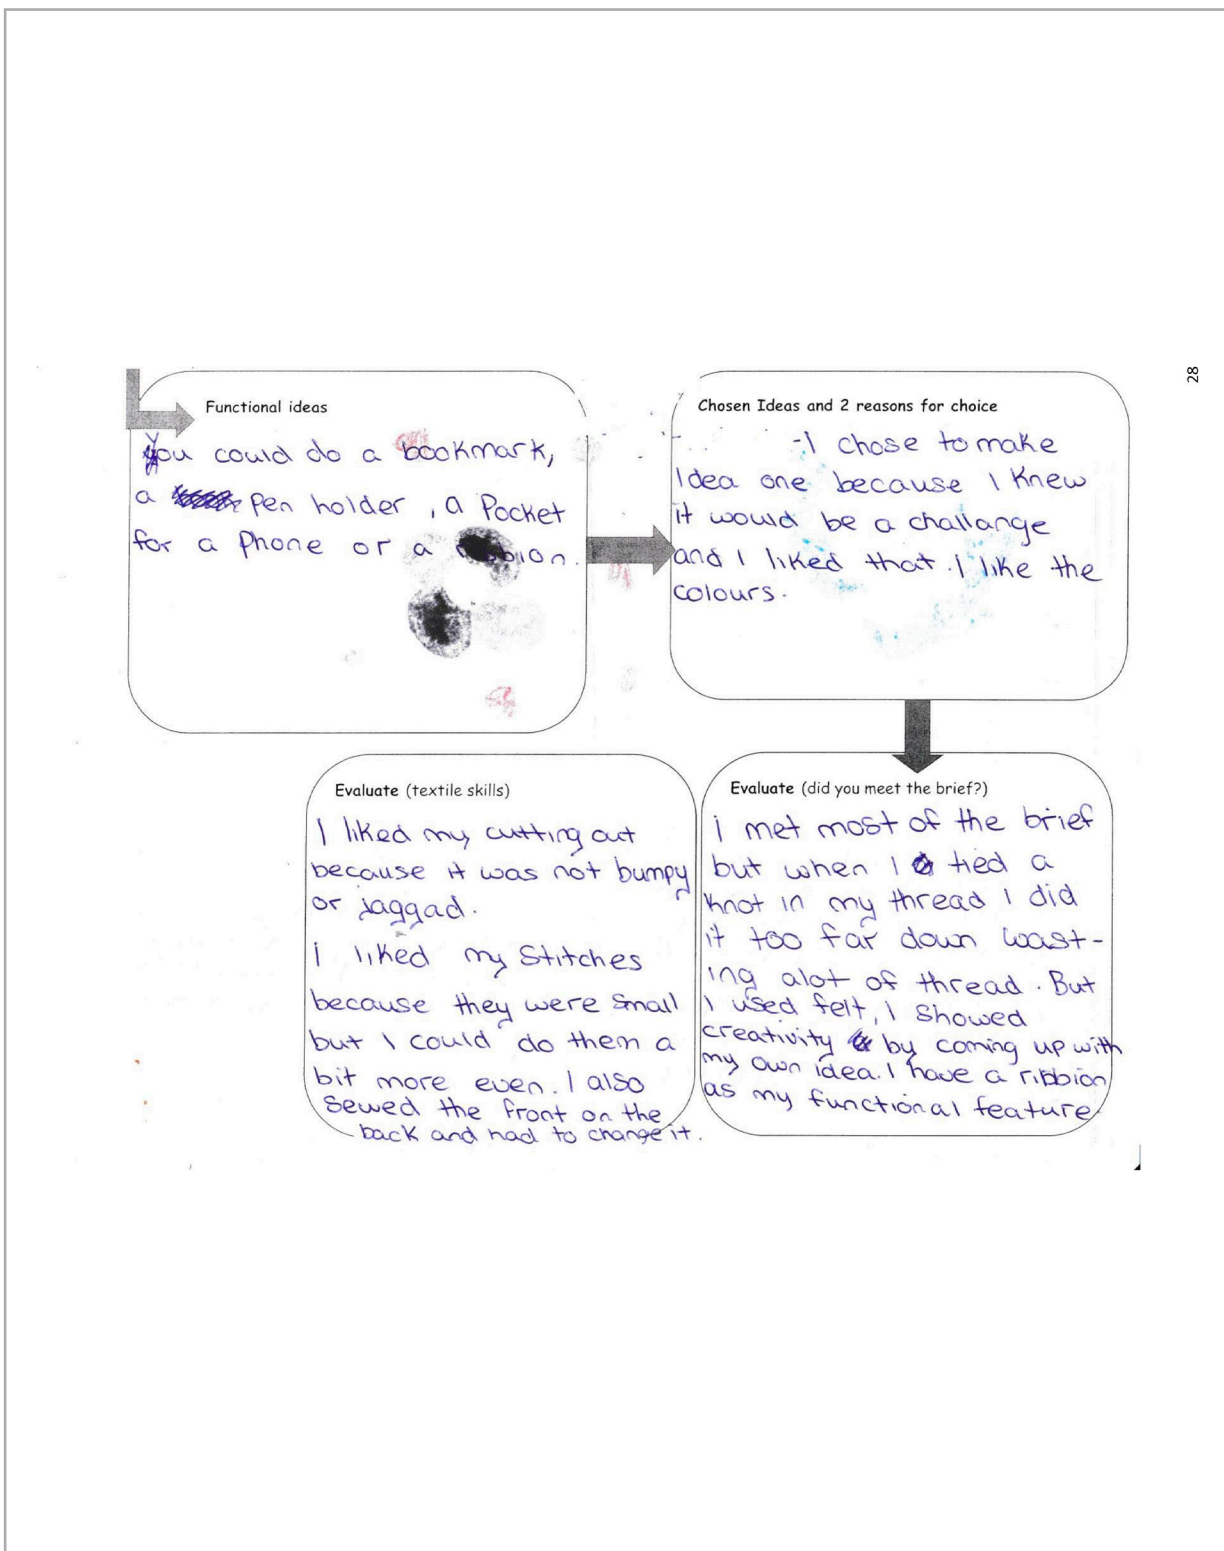 28
Functional ideas
You could do a bookmark,
a Pen holder, a Pocket
for a Phone or a
Chosen Ideas and 2 reasons for choice
-I chose to make
Idea one because I Knew
it would be a challange
and I liked that. I like the
colours.
Evaluate (did you meet the brief?)
i met most of the brief
but when I tied a
knot in my thread I did
it too far down wast-
ing alot of thread. But
I used felt, I showed
creativity by coming up with
my own idea. I have a ribbion
as my functional feature.
Evaluate (textile skills)
I liked my cutting out
because it was not bumpy
or jaggad.
i liked my Stitches
because they were small
but I could do them a
bit more even. I also
sewed the front on the
back and had to change it.